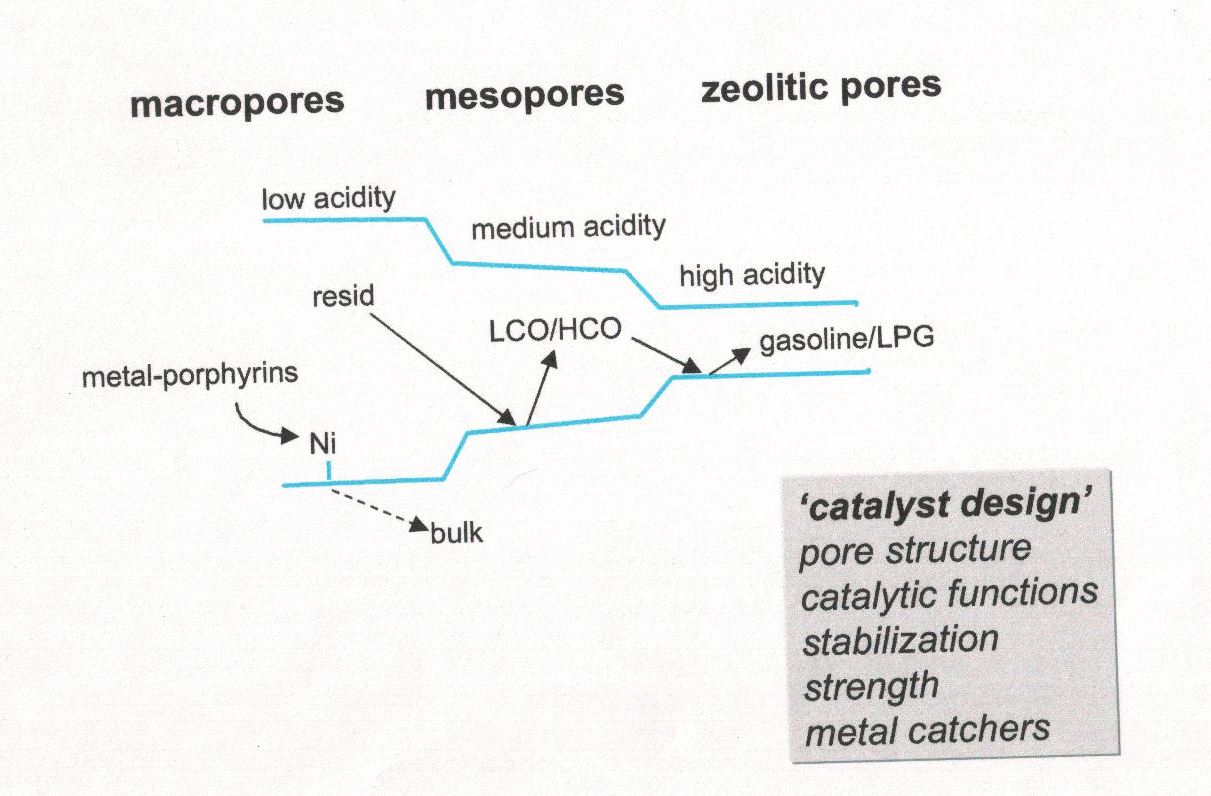 macropores mesopores zeolitic pores
low acidity
medium acidity
high acidity
resid
LCO/HCO
gasoline/LPG
metal-porphyrins
Ni
bulk
‘catalyst design’
pore structure
catalytic functions
stabilization
strength
metal catchers